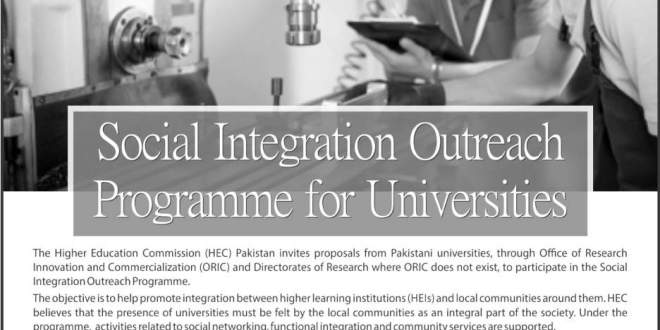 Social Integration Outreach
Programme for Universities
The Higher Education Commission (HEC) Pakistan invites proposals from Pakistani universities, through Office of Research
Innovation and Commercialization (ORIC) and Directorates of Research where ORIC does not exist, to participate in the Social
Integration Outreach Programme.
The objective is to help promote integration between higher learning institutions (HEIs) and local communities around them. HEC
believes that the presence of universities must be felt by the local communities as an integral part of the society. Under the
programme, activities related to social networking, functional integration and community services are supported.